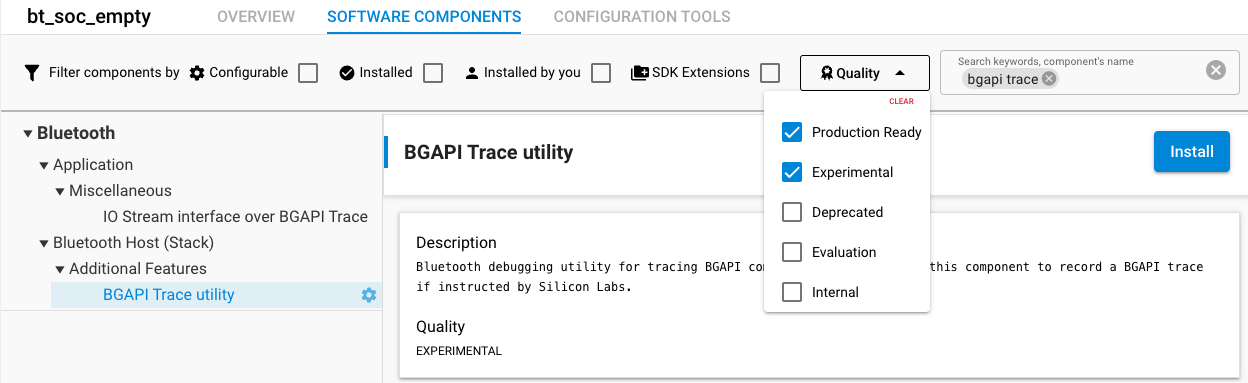 bt_soc_empty
OVERVIEW
SOFTWARE COMPONENTS
CONFIGURATION TOOLS
Filter components by
Configurable
Installed
Installed by you
SDK Extensions
Quality
Search keywords, component's name
bgapi trace
CLEAR
Production Ready
Experimental
Deprecated
Evaluation
Internal
Bluetooth
Application
Miscellaneous
IO Stream interface over BGAPI Trace
Bluetooth Host (Stack)
Additional Features
BGAPI Trace utility
BGAPI Trace utility
Install
Description
Bluetooth debugging utility for tracing BGAPI this component to record a BGAPI trace
if instructed by Silicon Labs.
Quality
EXPERIMENTAL